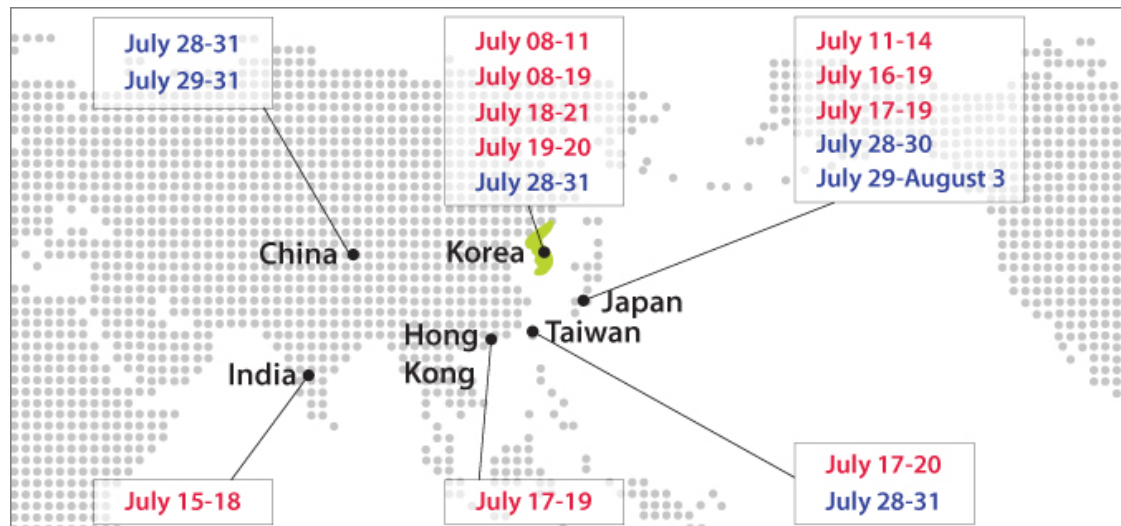 July 28-31
July 29-31
July 08-11
July 08-19
July 18-21
July 19-20
July 28-31
July 11-14
July 16-19
July 17-19
July 28-30
July 29-August 3
China
Korea
Japan
Taiwan
Hong
Kong
India
July 15-18
July 17-19
July 17-20
July 28-31